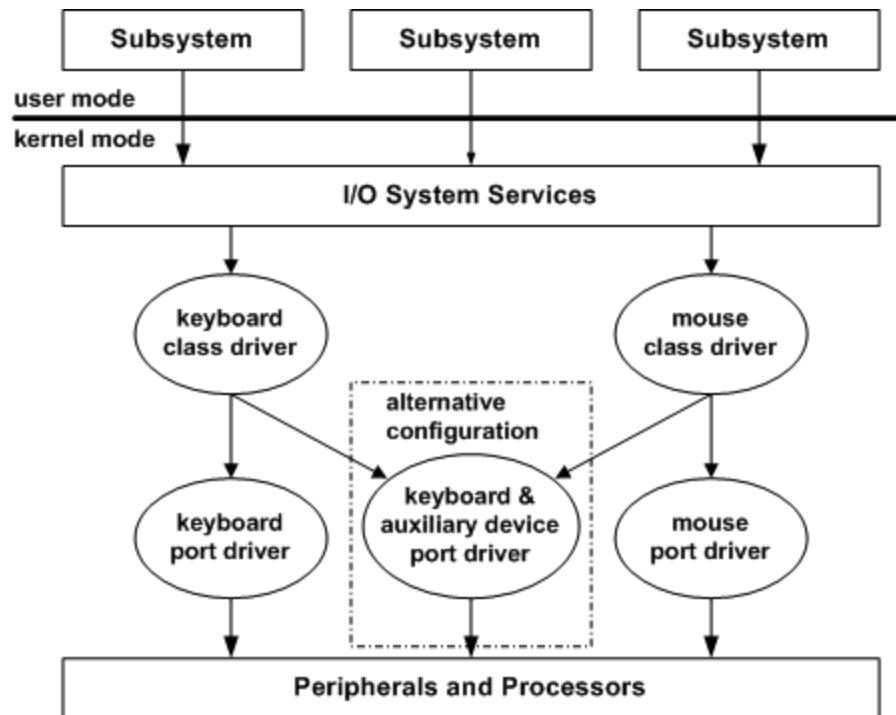 Subsystem
Subsystem
Subsystem
user mode
kernel mode
I/O System Services
keyboard
class driver
mouse
class driver
alternative
configuration
keyboard
port driver
keyboard &
auxiliary device
port driver
mouse
port driver
Peripherals and Processors